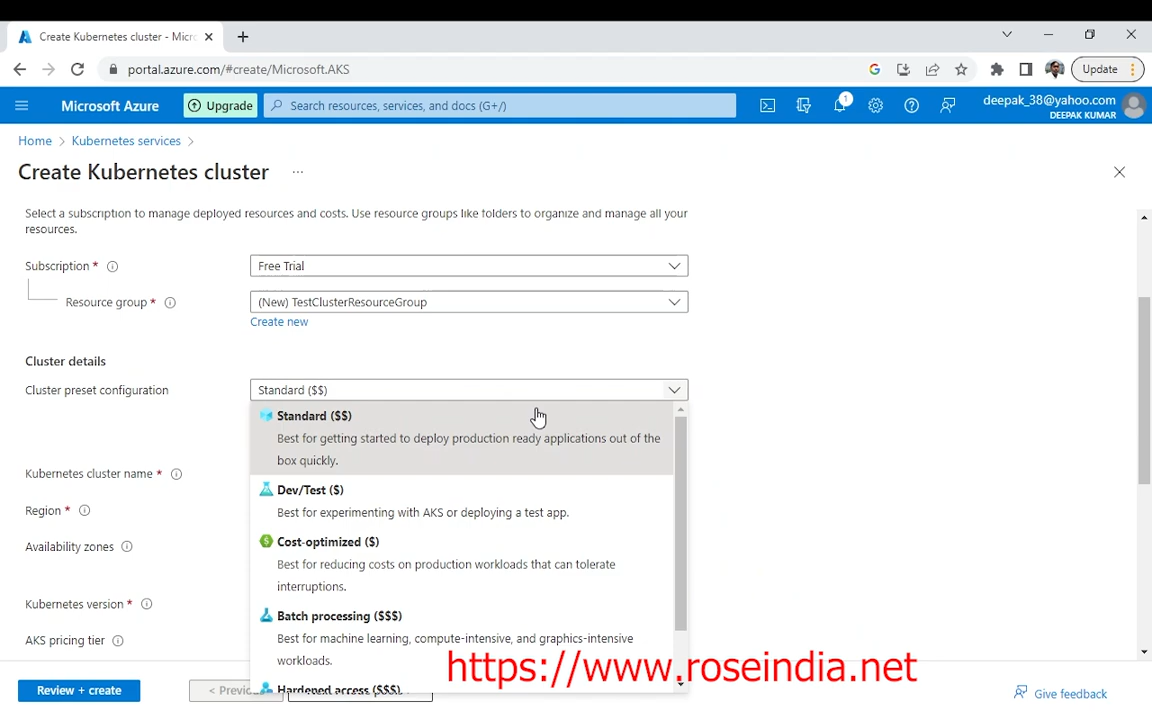 Create Kubernetes cluster - Micr
portal.azure.com/#create/Microsoft.AKS
Update
Microsoft Azure
Upgrade
Search resources, services, and docs (G+/)
1
deepak_38@yahoo.com
DEEPAK KUMAR
Home > Kubernetes services >
Create Kubernetes cluster ...
Select a subscription to manage deployed resources and costs. Use resource groups like folders to organize and manage all your
resources.
Subscription *
Free Trial
Resource group *
(New) TestClusterResourceGroup
Create new
Cluster details
Cluster preset configuration
Standard ($$)
Standard ($$)
Best for getting started to deploy production ready applications out of the
box quickly.
Kubernetes cluster name *
Dev/Test ($)
Region *
Best for experimenting with AKS or deploying a test app.
Availability zones
Cost-optimized ($)
Best for reducing costs on production workloads that can tolerate
interruptions.
Kubernetes version *
Batch processing ($$$)
AKS pricing tier
Best for machine learning, compute-intensive, and graphics-intensive
workloads.
https://www.roseindia.net
Hardened access ($$$)
Review + create
< Previ
Give feedback